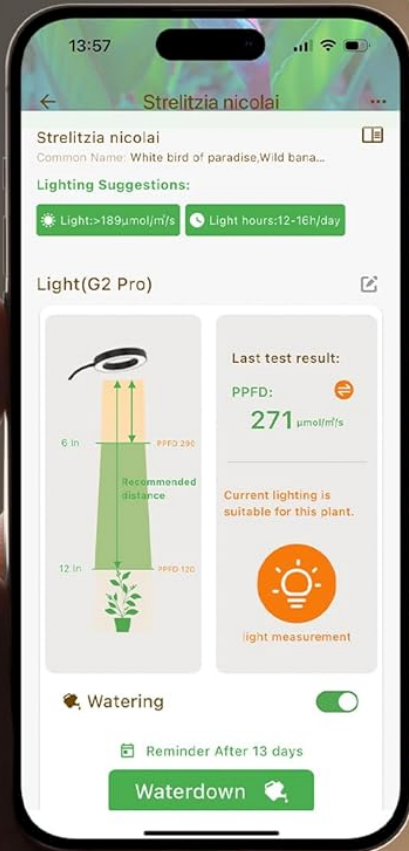 13:57
Strelitzia nicolai
Strelitzia nicolai
Common Name: White bird of paradise,Wild bana...
Lighting Suggestions:
Light:>189μmol/㎡/s
Light hours:12-16h/day
Light(G2 Pro)
6 In
PPFD 290
Recommended
distance
12 In
PPFD 120
Last test result:
PPFD:
271 μmol/㎡/s
Current lighting is
suitable for this plant.
light measurement
Watering
Reminder After 13 days
Waterdown